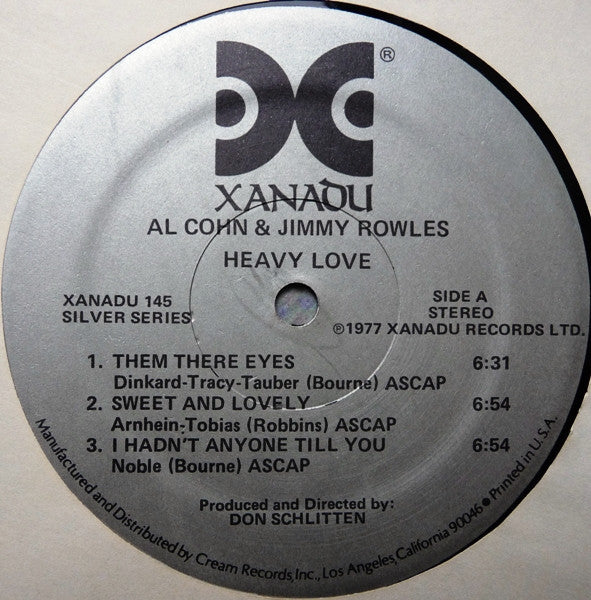 ®
XANADU
AL COHN & JIMMY ROWLES
HEAVY LOVE
XANADU 145
SILVER SERIES
SIDE A
STEREO
℗1977 XANADU RECORDS LTD.
1. THEM THERE EYES 6:31
Dinkard-Tracy-Tauber (Bourne) ASCAP
2. SWEET AND LOVELY 6:54
Arnhein-Tobias (Robbins) ASCAP
3. I HADN'T ANYONE TILL YOU 6:54
Noble (Bourne) ASCAP
Produced and Directed by:
DON SCHLITTEN
Manufactured and Distributed by Cream Records, Inc., Los Angeles, California 90046 ● Printed in U.S.A.